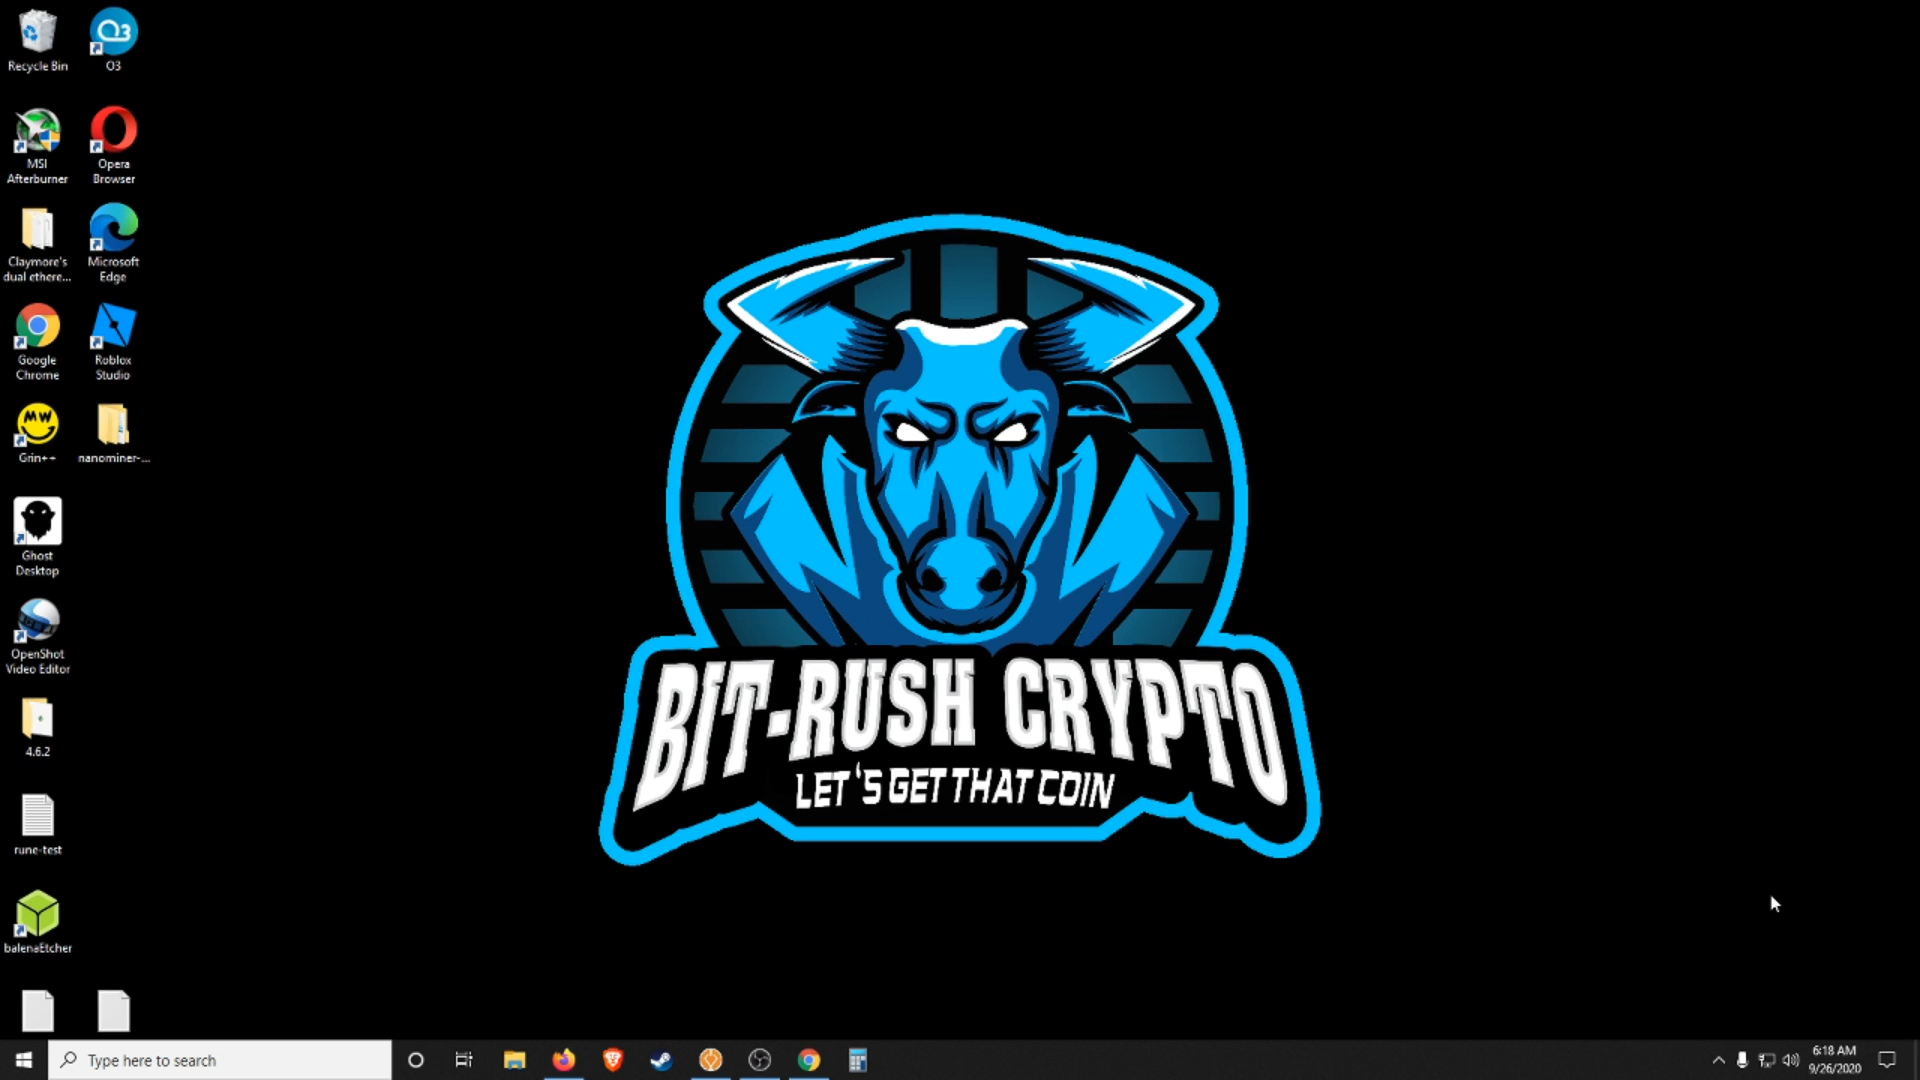 Recycle Bin
O3
MSI
Afterburner
Opera
Browser
Claymore's
dual ethere...
Microsoft
Edge
Google
Chrome
Roblox
Studio
MW
Grin++
nanominer-...
Ghost
Desktop
OpenShot
Video Editor
4.6.2
rune-test
balenaEtcher
BIT-RUSH CRYPTO
LET'S GET THAT COIN
Type here to search
6:18 AM
9/26/2020